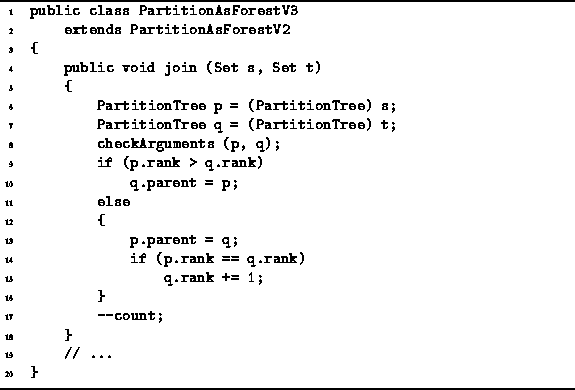 1 public class PartitionAsForestV3
2 extends PartitionAsForestV2
3 {
4 public void join (Set s, Set t)
5 {
6 PartitionTree p = (PartitionTree) s;
7 PartitionTree q = (PartitionTree) t;
8 checkArguments (p, q);
9 if (p.rank > q.rank)
10 q.parent = p;
11 else
12 {
13 p.parent = q;
14 if (p.rank == q.rank)
15 q.rank += 1;
16 }
17 --count;
18 }
19 // ...
20 }